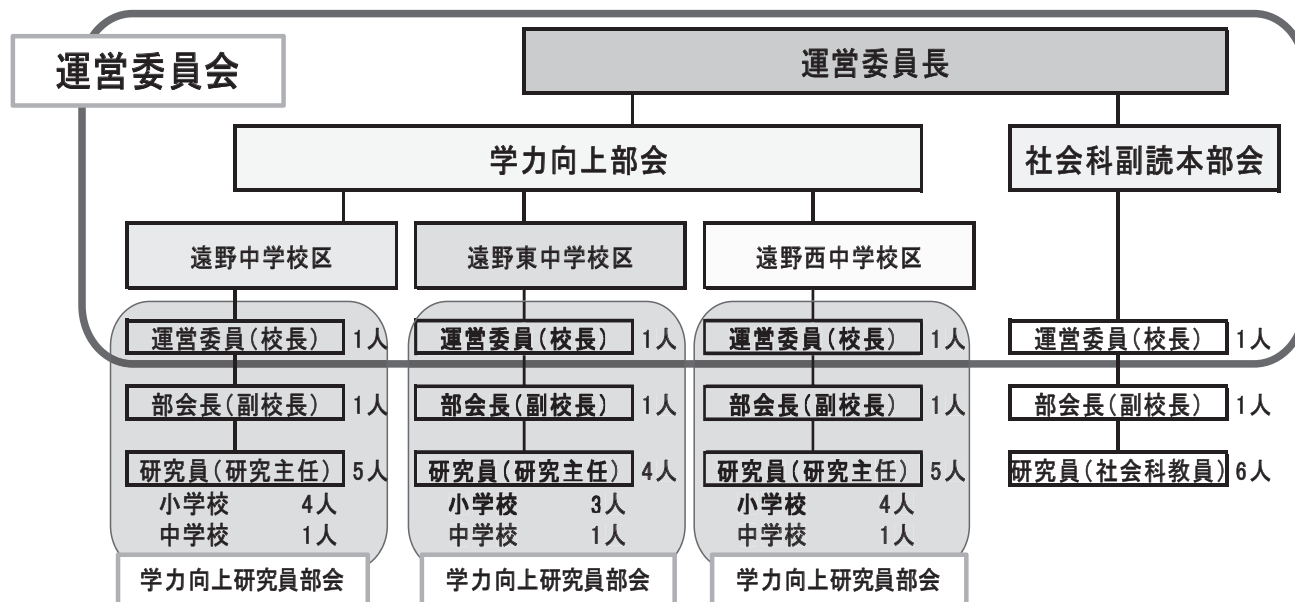 運営委員会
運営委員長
学力向上部会
社会科副読本部会
遠野中学校区
遠野東中学校区
遠野西中学校区
運営委員(校長) 1人
運営委員(校長) 1人
運営委員(校長) 1人
運営委員(校長) 1人
部会長(副校長) 1人
部会長(副校長) 1人
部会長(副校長) 1人
部会長(副校長) 1人
研究員(研究主任) 5人
研究員(研究主任) 4人
研究員(研究主任) 5人
研究員(社会科教員) 6人
小学校 4人
小学校 3人
小学校 4人
中学校 1人
中学校 1人
中学校 1人
学力向上研究員部会
学力向上研究員部会
学力向上研究員部会